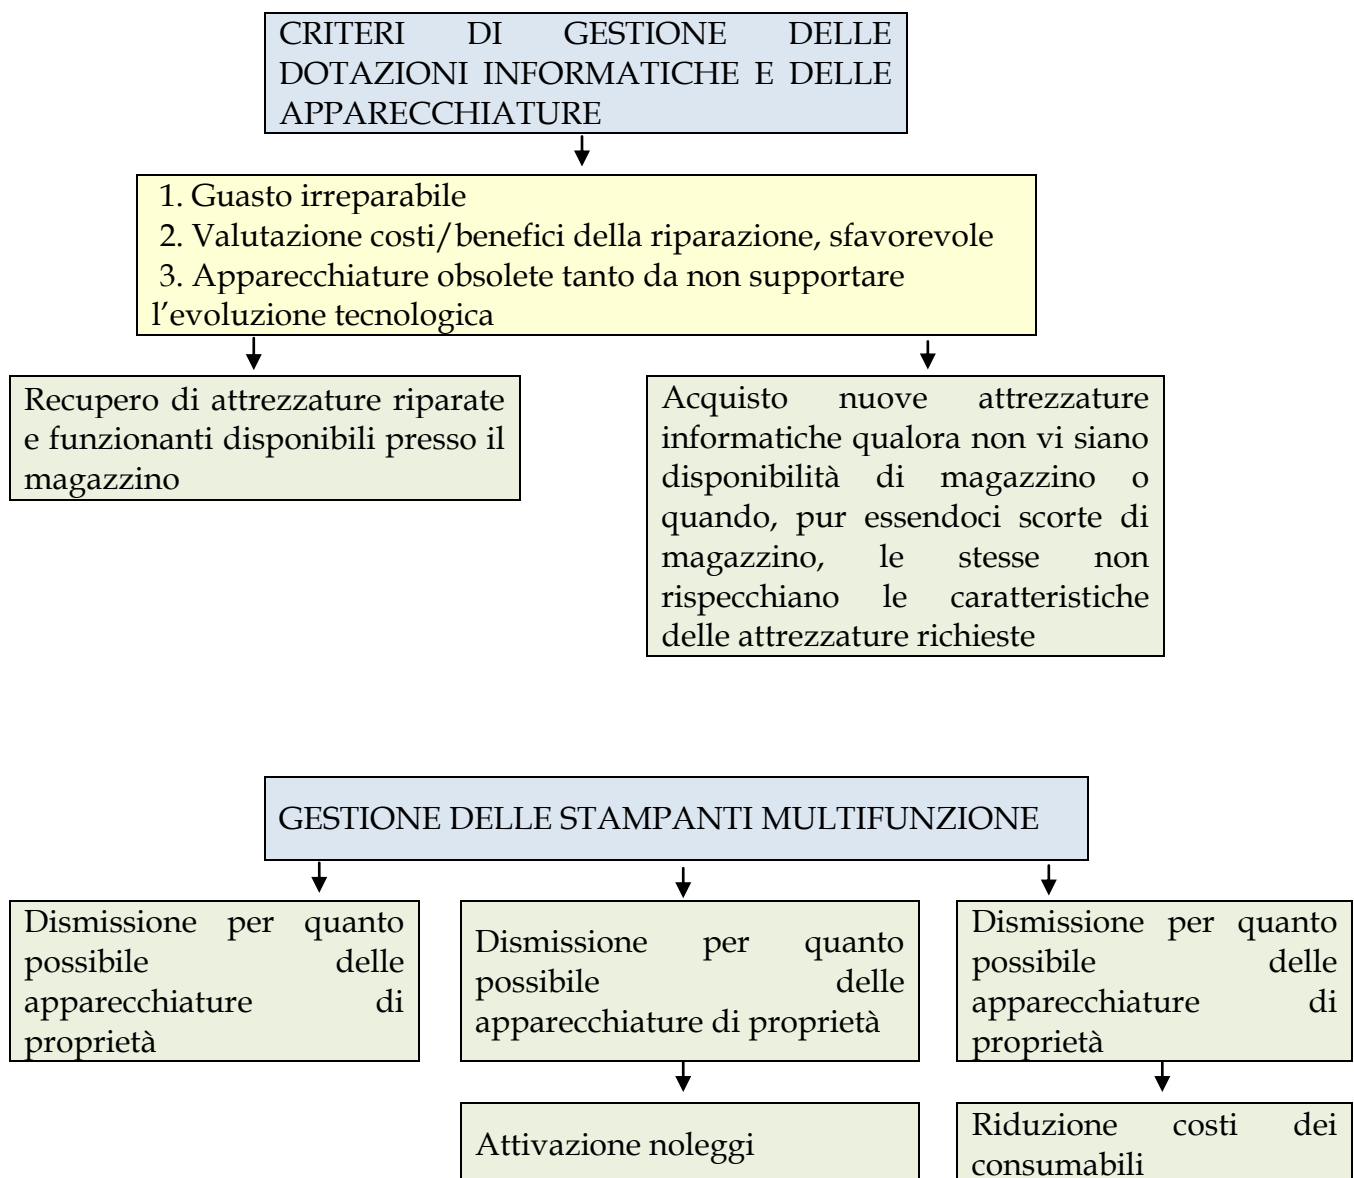 CRITERI DI GESTIONE DELLE
DOTAZIONI INFORMATICHE E DELLE
APPARECCHIATURE
1. Guasto irreparabile
2. Valutazione costi/benefici della riparazione, sfavorevole
3. Apparecchiature obsolete tanto da non supportare
l’evoluzione tecnologica
Recupero di attrezzature riparate
e funzionanti disponibili presso il
magazzino
Acquisto nuove attrezzature
informatiche qualora non vi siano
disponibilità di magazzino o
quando, pur essendoci scorte di
magazzino, le stesse non
rispecchiano le caratteristiche
delle attrezzature richieste
GESTIONE DELLE STAMPANTI MULTIFUNZIONE
Dismissione per quanto
possibile delle
apparecchiature di
proprietà
Dismissione per quanto
possibile delle
apparecchiature di proprietà
Dismissione per quanto
possibile delle
apparecchiature di
proprietà
Attivazione noleggi
Riduzione costi dei
consumabili